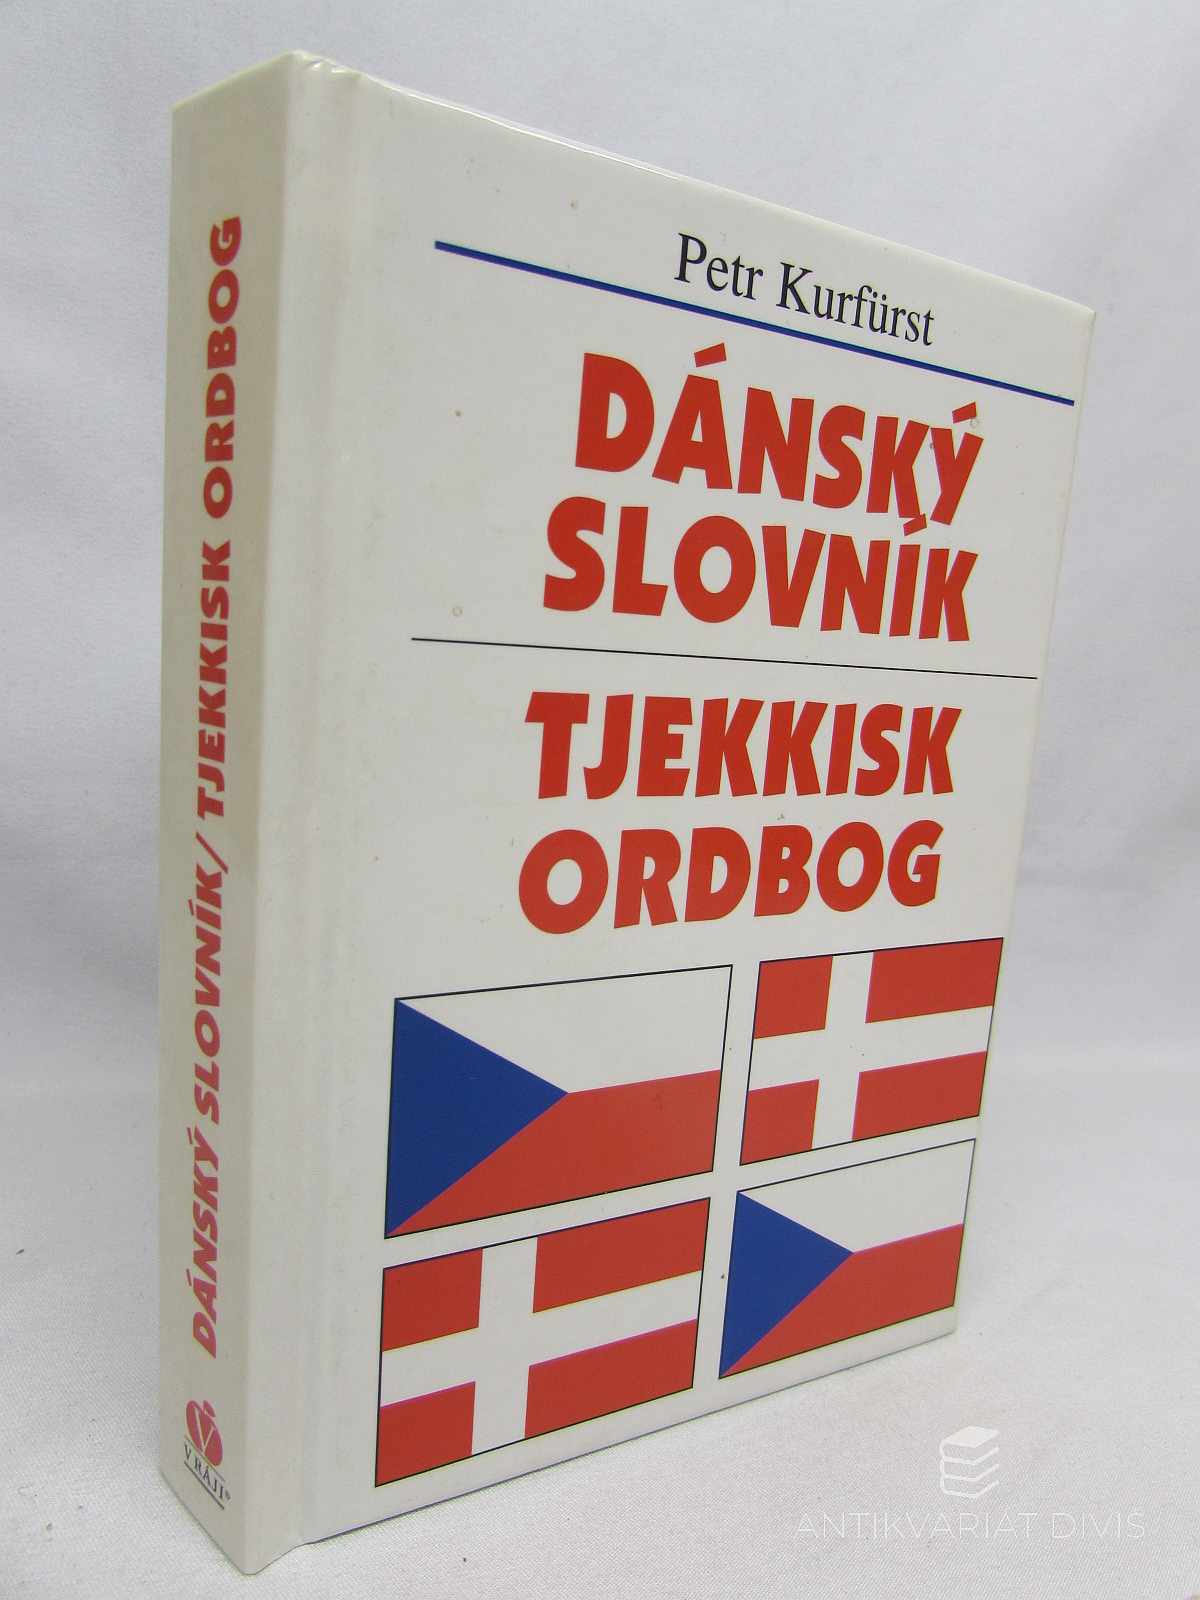 Petr Kurfürst
DÁNSKÝ
SLOVNÍK
TJEKKISK
ORDBOG
DÁNSKÝ SLOVNÍK / TJEKKISK ORDBOG
V RÁJI
ANTIKVARIAT DIVIŠ